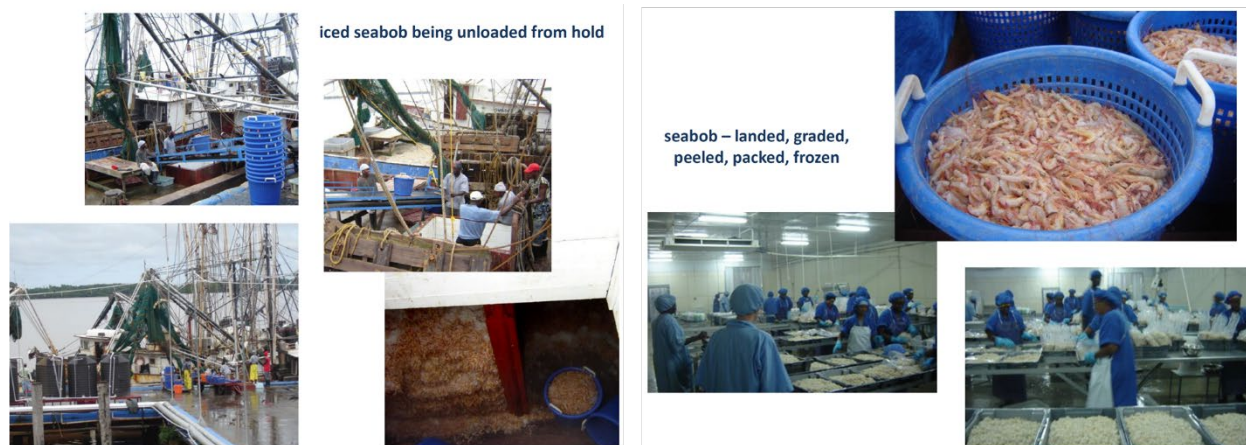 iced seabob being unloaded from hold
seabob – landed, graded,
peeled, packed, frozen